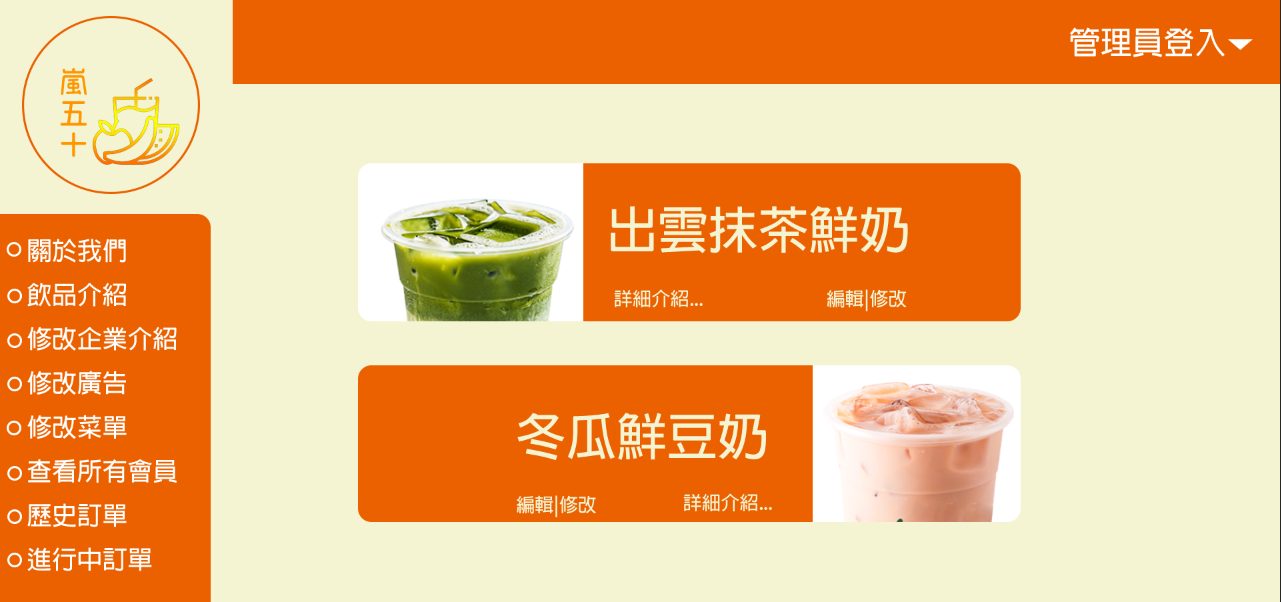 管理員登入
嵐五十
關於我們
飲品介紹
修改企業介紹
修改廣告
修改菜單
查看所有會員
歷史訂單
進行中訂單
出雲抹茶鮮奶
詳細介紹...
編輯|修改
冬瓜鮮豆奶
編輯|修改
詳細介紹...